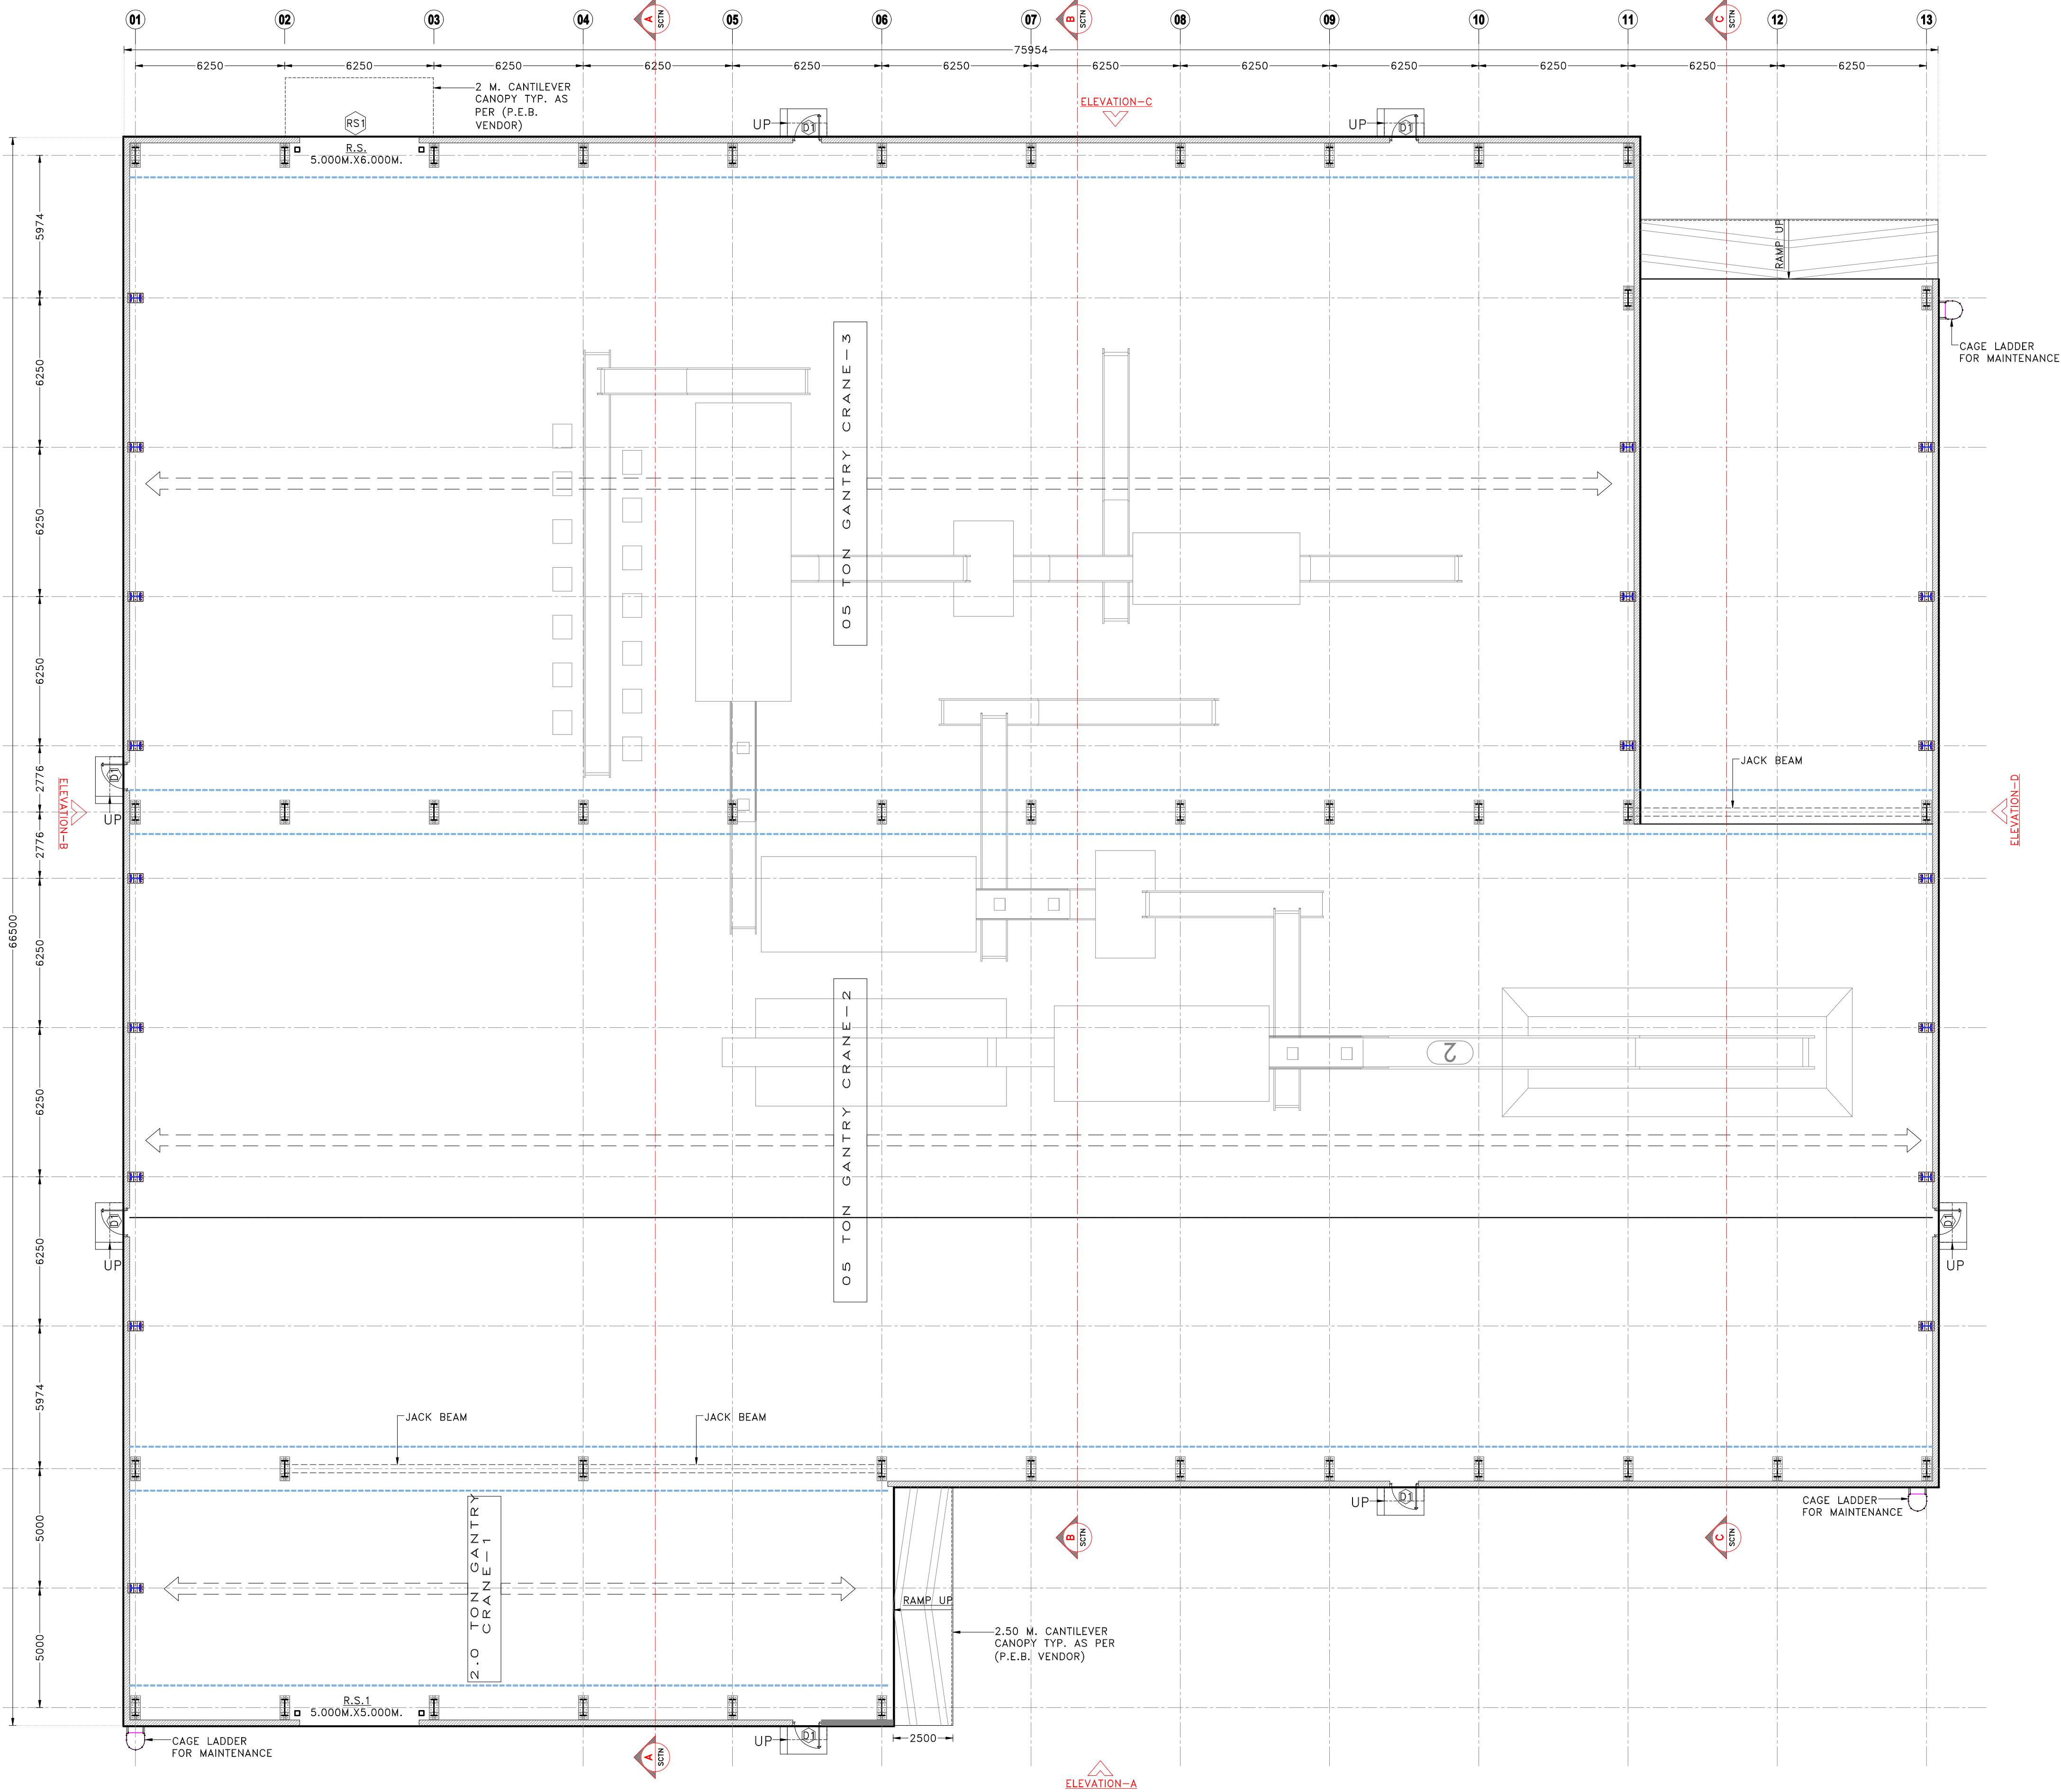 01
02
03
04
A
SCTN
05
06
07
B
SCTN
08
09
10
11
C
SCTN
12
13
75954
6250
6250
6250
6250
6250
6250
6250
6250
6250
6250
6250
6250
2 M. CANTILEVER
CANOPY TYP. AS
PER (P.E.B.
VENDOR)
ELEVATION-C
RS1
UP
D1
UP
D1
R.S.
5.000M.X6.000M.
5974
RAMP UP
6250
CAGE LADDER
FOR MAINTENANCE
05 TON GANTRY CRANE-3
6250
6250
JACK BEAM
2776
D1
ELEVATION-B
UP
ELEVATION-D
2776
66500
6250
05 TON GANTRY CRANE-2
2
6250
6250
D1
UP
D1
UP
5974
JACK BEAM
JACK BEAM
2.0 TON GANTRY
CRANE-1
UP
D1
CAGE LADDER
FOR MAINTENANCE
5000
B
SCTN
C
SCTN
RAMP UP
2.50 M. CANTILEVER
CANOPY TYP. AS PER
(P.E.B. VENDOR)
5000
R.S.1
5.000M.X5.000M.
CAGE LADDER
FOR MAINTENANCE
UP
D1
2500
A
SCTN
ELEVATION-A